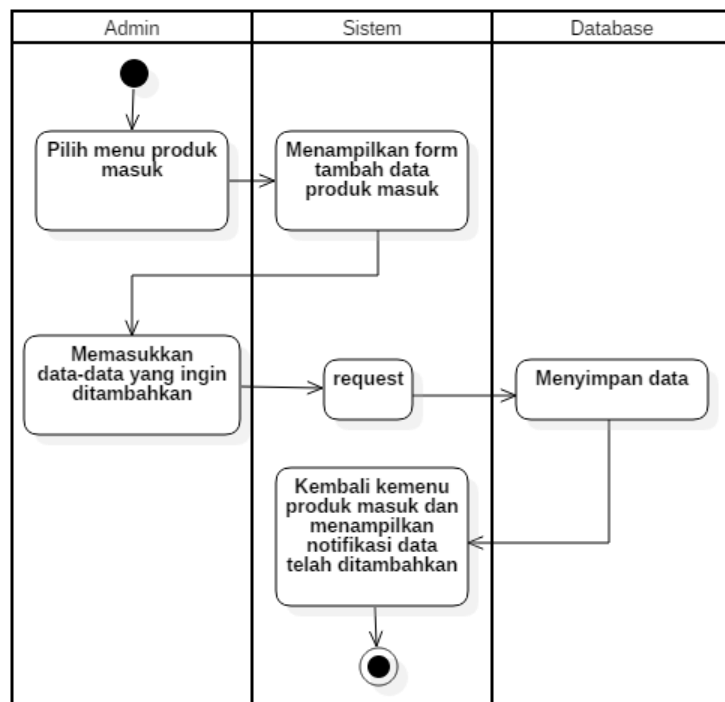 Admin
Sistem
Database
Pilih menu produk
masuk
Menampilkan form
tambah data
produk masuk
Memasukkan
data-data yang ingin
ditambahkan
request
Menyimpan data
Kembali kemenu
produk masuk dan
menampilkan
notifikasi data
telah ditambahkan